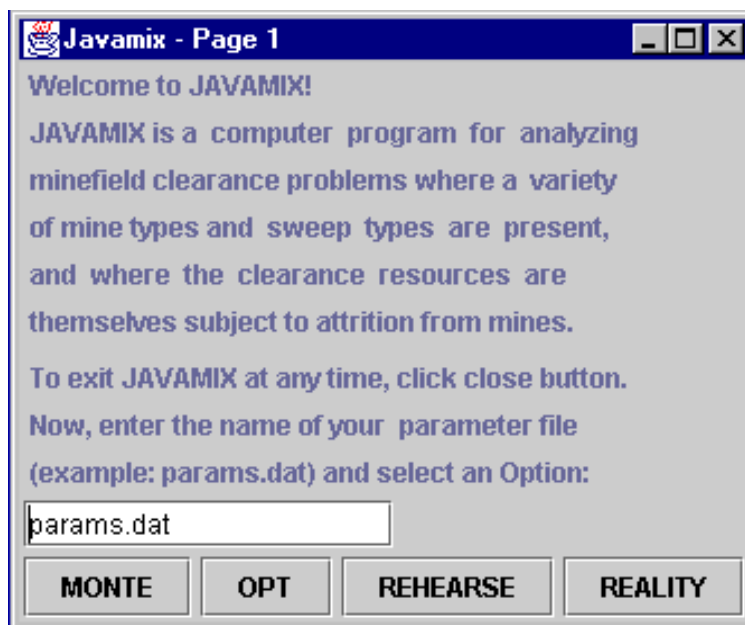 Javamix - Page 1
Welcome to JAVAMIX!
JAVAMIX is a computer program for analyzing
minefield clearance problems where a variety
of mine types and sweep types are present,
and where the clearance resources are
themselves subject to attrition from mines.
To exit JAVAMIX at any time, click close button.
Now, enter the name of your parameter file
(example: params.dat) and select an Option:
params.dat
MONTE OPT REHEARSE REALITY